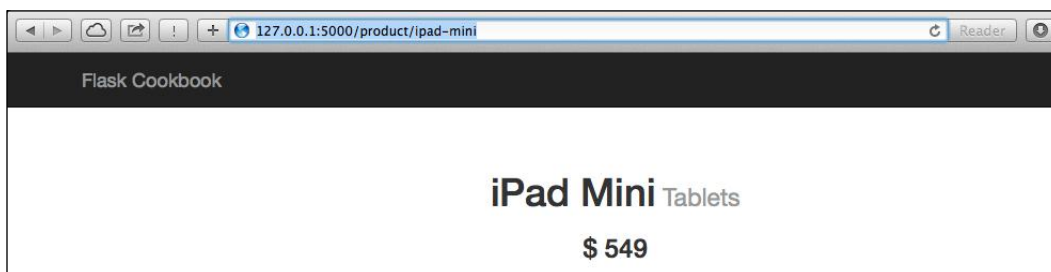 127.0.0.1:5000/product/ipad-mini
Reader
Flask Cookbook
iPad Mini Tablets
$ 549